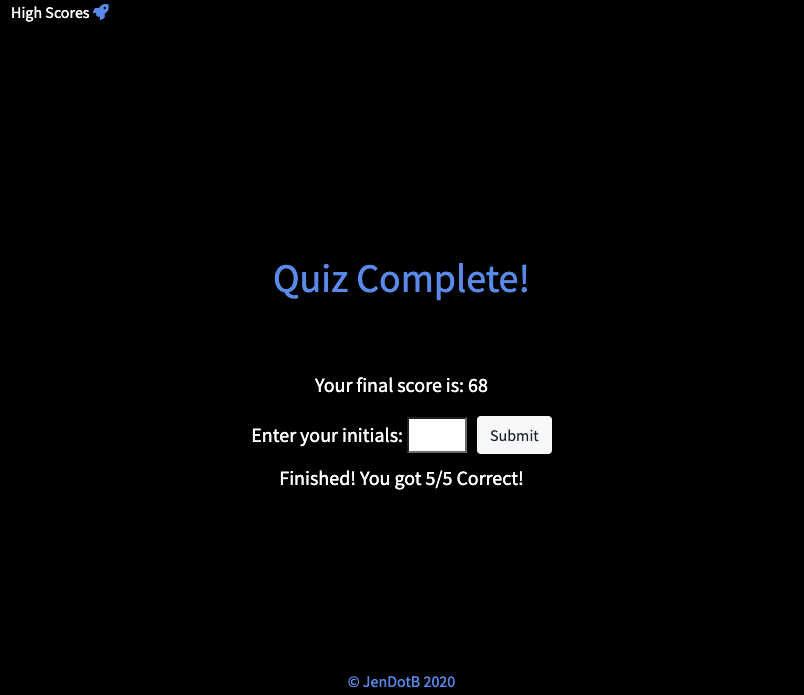 High Scores
Quiz Complete!
Your final score is: 68
Enter your initials: Submit
Finished! You got 5/5 Correct!
© JenDotB 2020